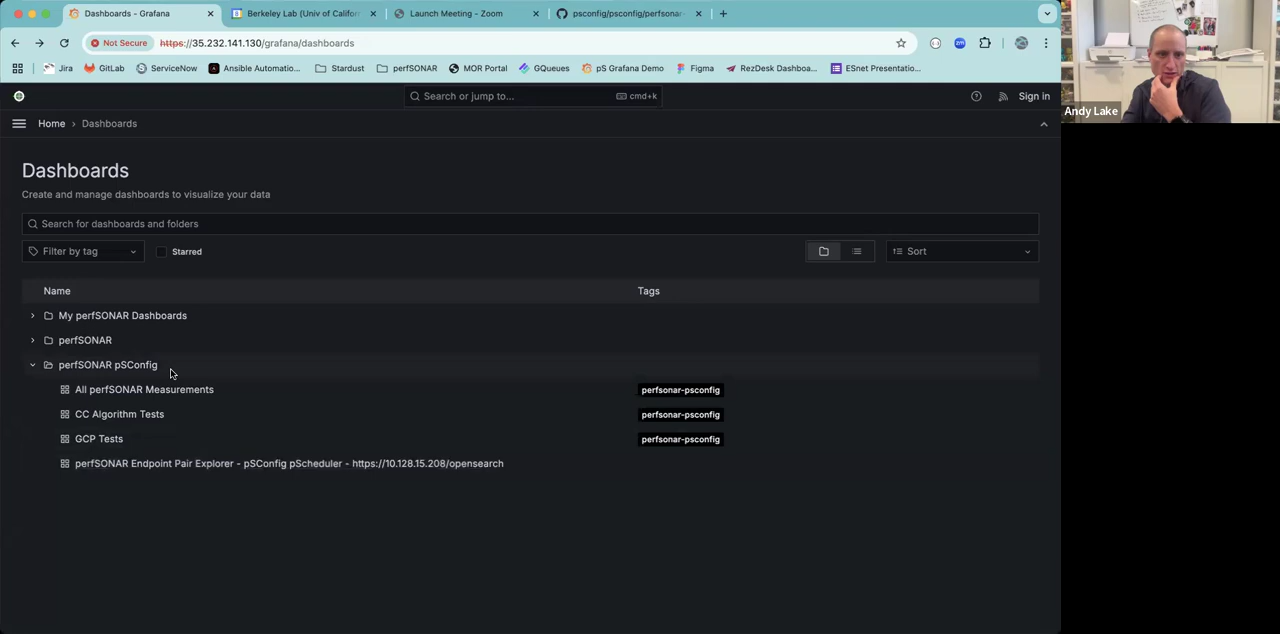 Dashboards - Grafana
Berkeley Lab (Univ of Califor
Launch Meeting - Zoom
psconfig/psconfig/perfsonar-
Not Secure
https://35.232.141.130/grafana/dashboards
Jira
GitLab
ServiceNow
Ansible Automatio...
Stardust
perfSONAR
MOR Portal
GQueues
pS Grafana Demo
Figma
RezDesk Dashboa...
ESnet Presentatio...
Search or jump to...
cmd+k
Sign in
Home
Dashboards
Andy Lake
Dashboards
Create and manage dashboards to visualize your data
Search for dashboards and folders
Filter by tag
Starred
Sort
Name
Tags
My perfSONAR Dashboards
perfSONAR
perfSONAR pSConfig
All perfSONAR Measurements
perfsonar-psconfig
CC Algorithm Tests
perfsonar-psconfig
GCP Tests
perfsonar-psconfig
perfSONAR Endpoint Pair Explorer - pSConfig pScheduler - https://10.128.15.208/opensearch